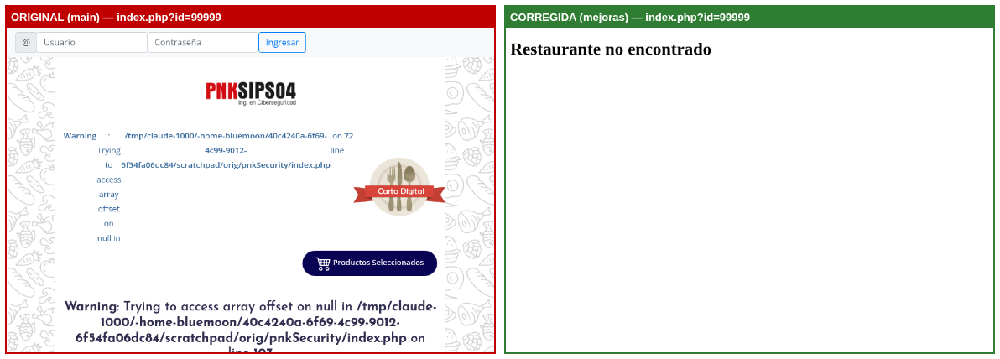 ORIGINAL (main) — index.php?id=99999
@ Usuario Contraseña Ingresar
PNKSIPS04
Ing. en Ciberseguridad
Warning : /tmp/claude-1000/-home-bluemoon/40c4240a-6f69- on 72
Trying 4c99-9012- line
to 6f54fa06dc84/scratchpad/orig/pnkSecurity/index.php
access
array
offset
on
null in
Carta Digital
Productos Seleccionados
Warning: Trying to access array offset on null in /tmp/claude-
1000/-home-bluemoon/40c4240a-6f69-4c99-9012-
6f54fa06dc84/scratchpad/orig/pnkSecurity/index.php on
line 107
CORREGIDA (mejoras) — index.php?id=99999
Restaurante no encontrado